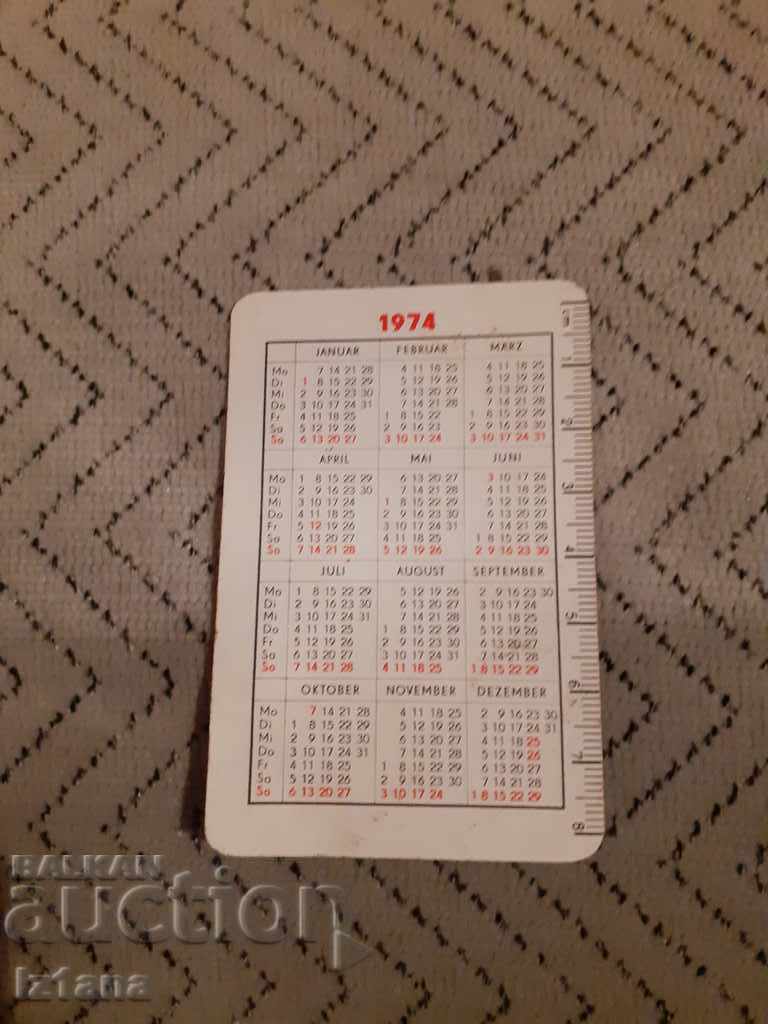 1974
JANUAR FEBRUAR MÄRZ
Mo 7 14 21 28 4 11 18 25 4 11 18 25
Di 1 8 15 22 29 5 12 19 26 5 12 19 26
Mi 2 9 16 23 30 6 13 20 27 6 13 20 27
Do 3 10 17 24 31 7 14 21 28 7 14 21 28
Fr 4 11 18 25 1 8 15 22 1 8 15 22 29
Sa 5 12 19 26 2 9 16 23 2 9 16 23 30
So 6 13 20 27 3 10 17 24 3 10 17 24 31
APRIL MAI JUNI
Mo 1 8 15 22 29 6 13 20 27 3 10 17 24
Di 2 9 16 23 30 7 14 21 28 4 11 18 25
Mi 3 10 17 24 1 8 15 22 29 5 12 19 26
Do 4 11 18 25 2 9 16 23 30 6 13 20 27
Fr 5 12 19 26 3 10 17 24 31 7 14 21 28
Sa 6 13 20 27 4 11 18 25 1 8 15 22 29
So 7 14 21 28 5 12 19 26 2 9 16 23 30
JULI AUGUST SEPTEMBER
Mo 1 8 15 22 29 5 12 19 26 2 9 16 23 30
Di 2 9 16 23 30 6 13 20 27 3 10 17 24
Mi 3 10 17 24 31 7 14 21 28 4 11 18 25
Do 4 11 18 25 1 8 15 22 29 5 12 19 26
Fr 5 12 19 26 2 9 16 23 30 6 13 20 27
Sa 6 13 20 27 3 10 17 24 31 7 14 21 28
So 7 14 21 28 4 11 18 25 1 8 15 22 29
OKTOBER NOVEMBER DEZEMBER
Mo 7 14 21 28 4 11 18 25 2 9 16 23 30
Di 1 8 15 22 29 5 12 19 26 3 10 17 24 31
Mi 2 9 16 23 30 6 13 20 27 4 11 18 25
Do 3 10 17 24 31 7 14 21 28 5 12 19 26
Fr 4 11 18 25 1 8 15 22 29 6 13 20 27
Sa 5 12 19 26 2 9 16 23 30 7 14 21 28
So 6 13 20 27 3 10 17 24 1 8 15 22 29
cm
1
2
3
4
5
6
7
8
BALKAN
auction
Iz1ana